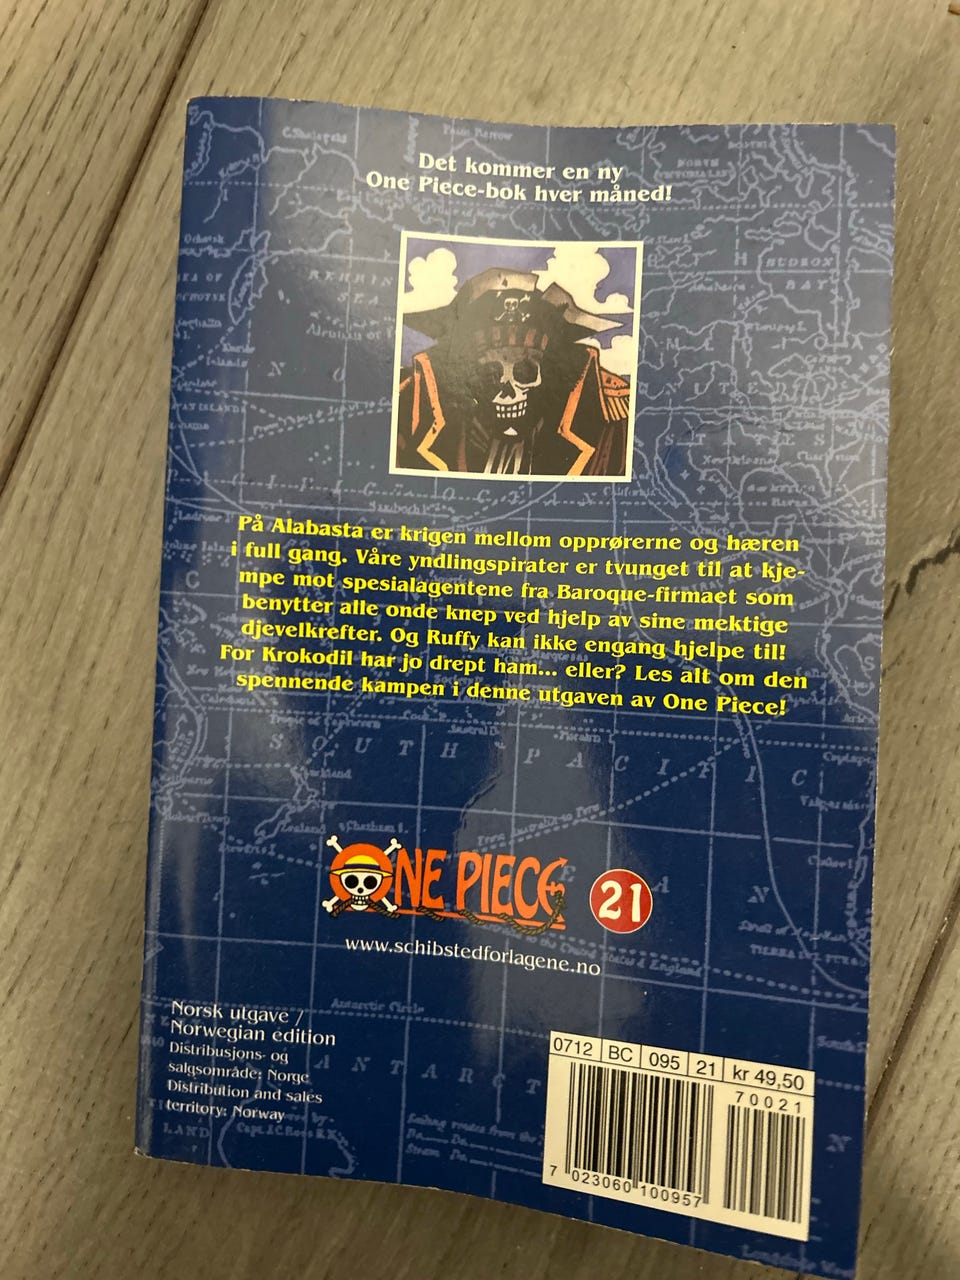 Det kommer en ny
One Piece-bok hver måned!
På Alabasta er krigen mellom opprørerne og hæren
i full gang. Våre yndlingspirater er tvunget til at kje-
mpe mot spesialagentene fra Baroque-firmaet som
benytter alle onde knep ved hjelp av sine mektige
djevelkrefter. Og Ruffy kan ikke engang hjelpe til!
For Krokodil har jo drept ham... eller? Les alt om den
spennende kampen i denne utgaven av One Piece!
SOUTH PACIFIC
ONE PIECE 21
www.schibstedforlagene.no
Antarctic Circle
Norsk utgave /
Norwegian edition
Distribusjons- og
salgsområde: Norge
Distribution and sales
territory: Norway
0712 BC 095 21 kr 49,50
70021
7 023060 100957